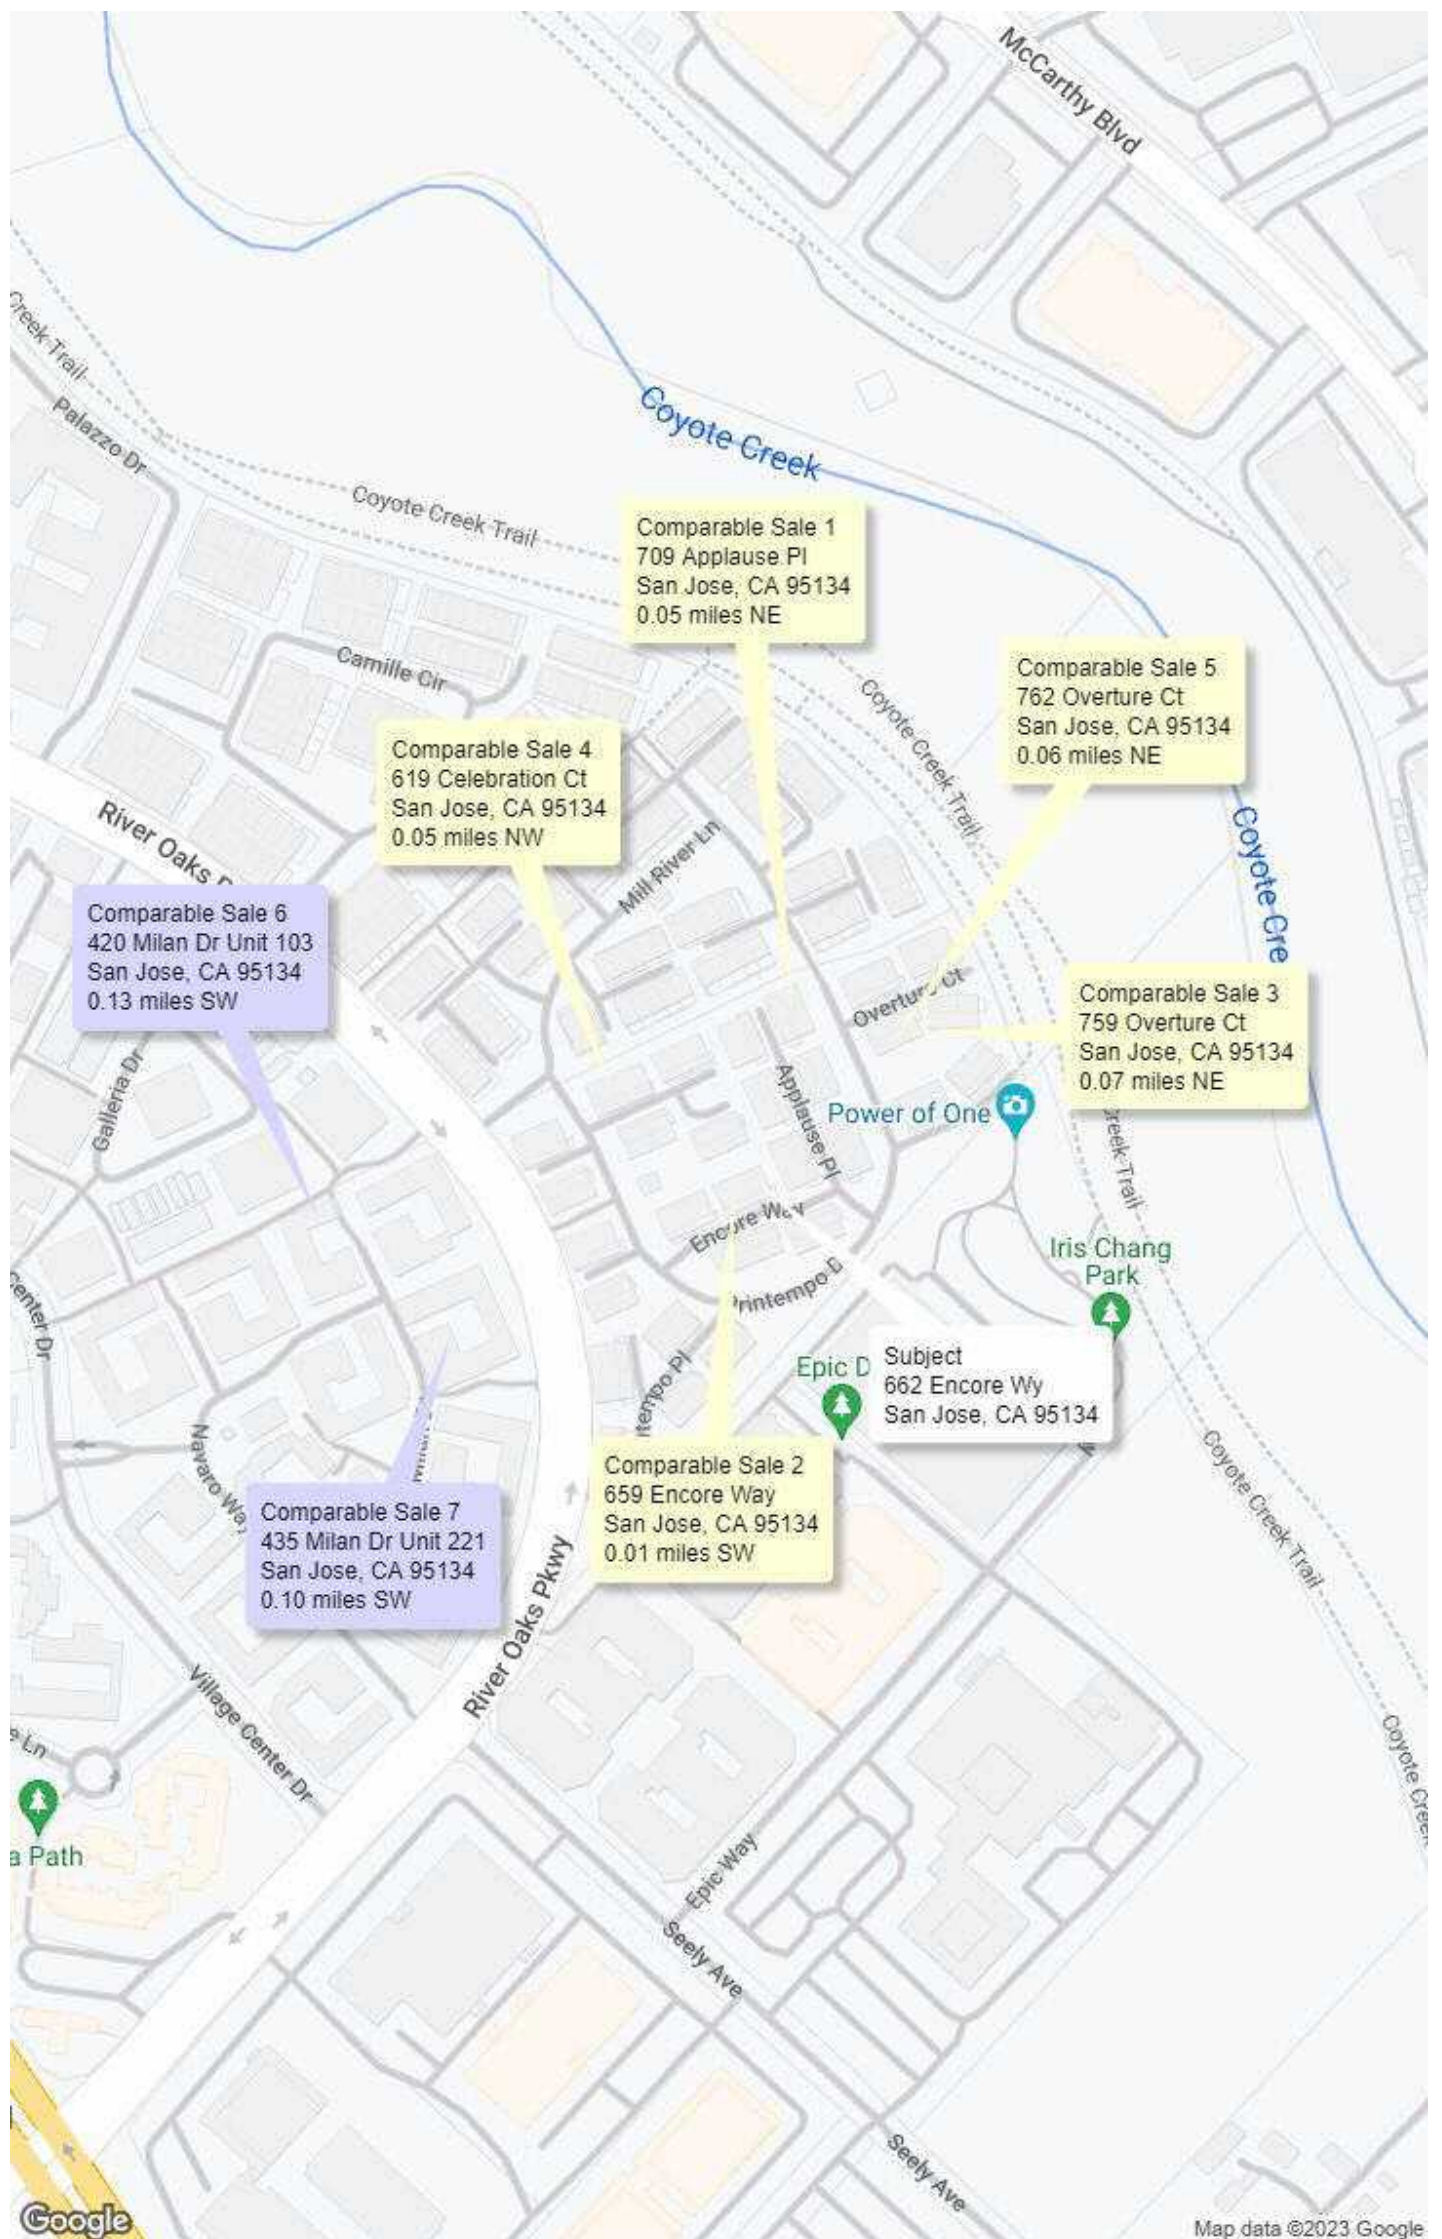 McCarthy Blvd
Creek Trail
Palazzo Dr
Coyote Creek
Coyote Creek Trail
Comparable Sale 1
709 Applause Pl
San Jose, CA 95134
0.05 miles NE
Camille Cir
Comparable Sale 5
762 Overture Ct
San Jose, CA 95134
0.06 miles NE
Coyote Creek Trail
Comparable Sale 4
619 Celebration Ct
San Jose, CA 95134
0.05 miles NW
River Oaks P
Mill River Ln
Coyote Cre
Comparable Sale 6
420 Milan Dr Unit 103
San Jose, CA 95134
0.13 miles SW
Overture Ct
Comparable Sale 3
759 Overture Ct
San Jose, CA 95134
0.07 miles NE
Galleria Dr
Applause Pl
Power of One
Creek Trail
Encore Way
Iris Chang
Park
Printempo D
Center Dr
Subject
662 Encore Wy
San Jose, CA 95134
Epic D
tempo Pl
Navaro Way
Comparable Sale 2
659 Encore Way
San Jose, CA 95134
0.01 miles SW
Coyote Creek Trail
Comparable Sale 7
435 Milan Dr Unit 221
San Jose, CA 95134
0.10 miles SW
River Oaks Pkwy
Village Center Dr
e Ln
Coyote Creek
a Path
Epic Way
Seely Ave
Seely Ave
Google
Map data ©2023 Google